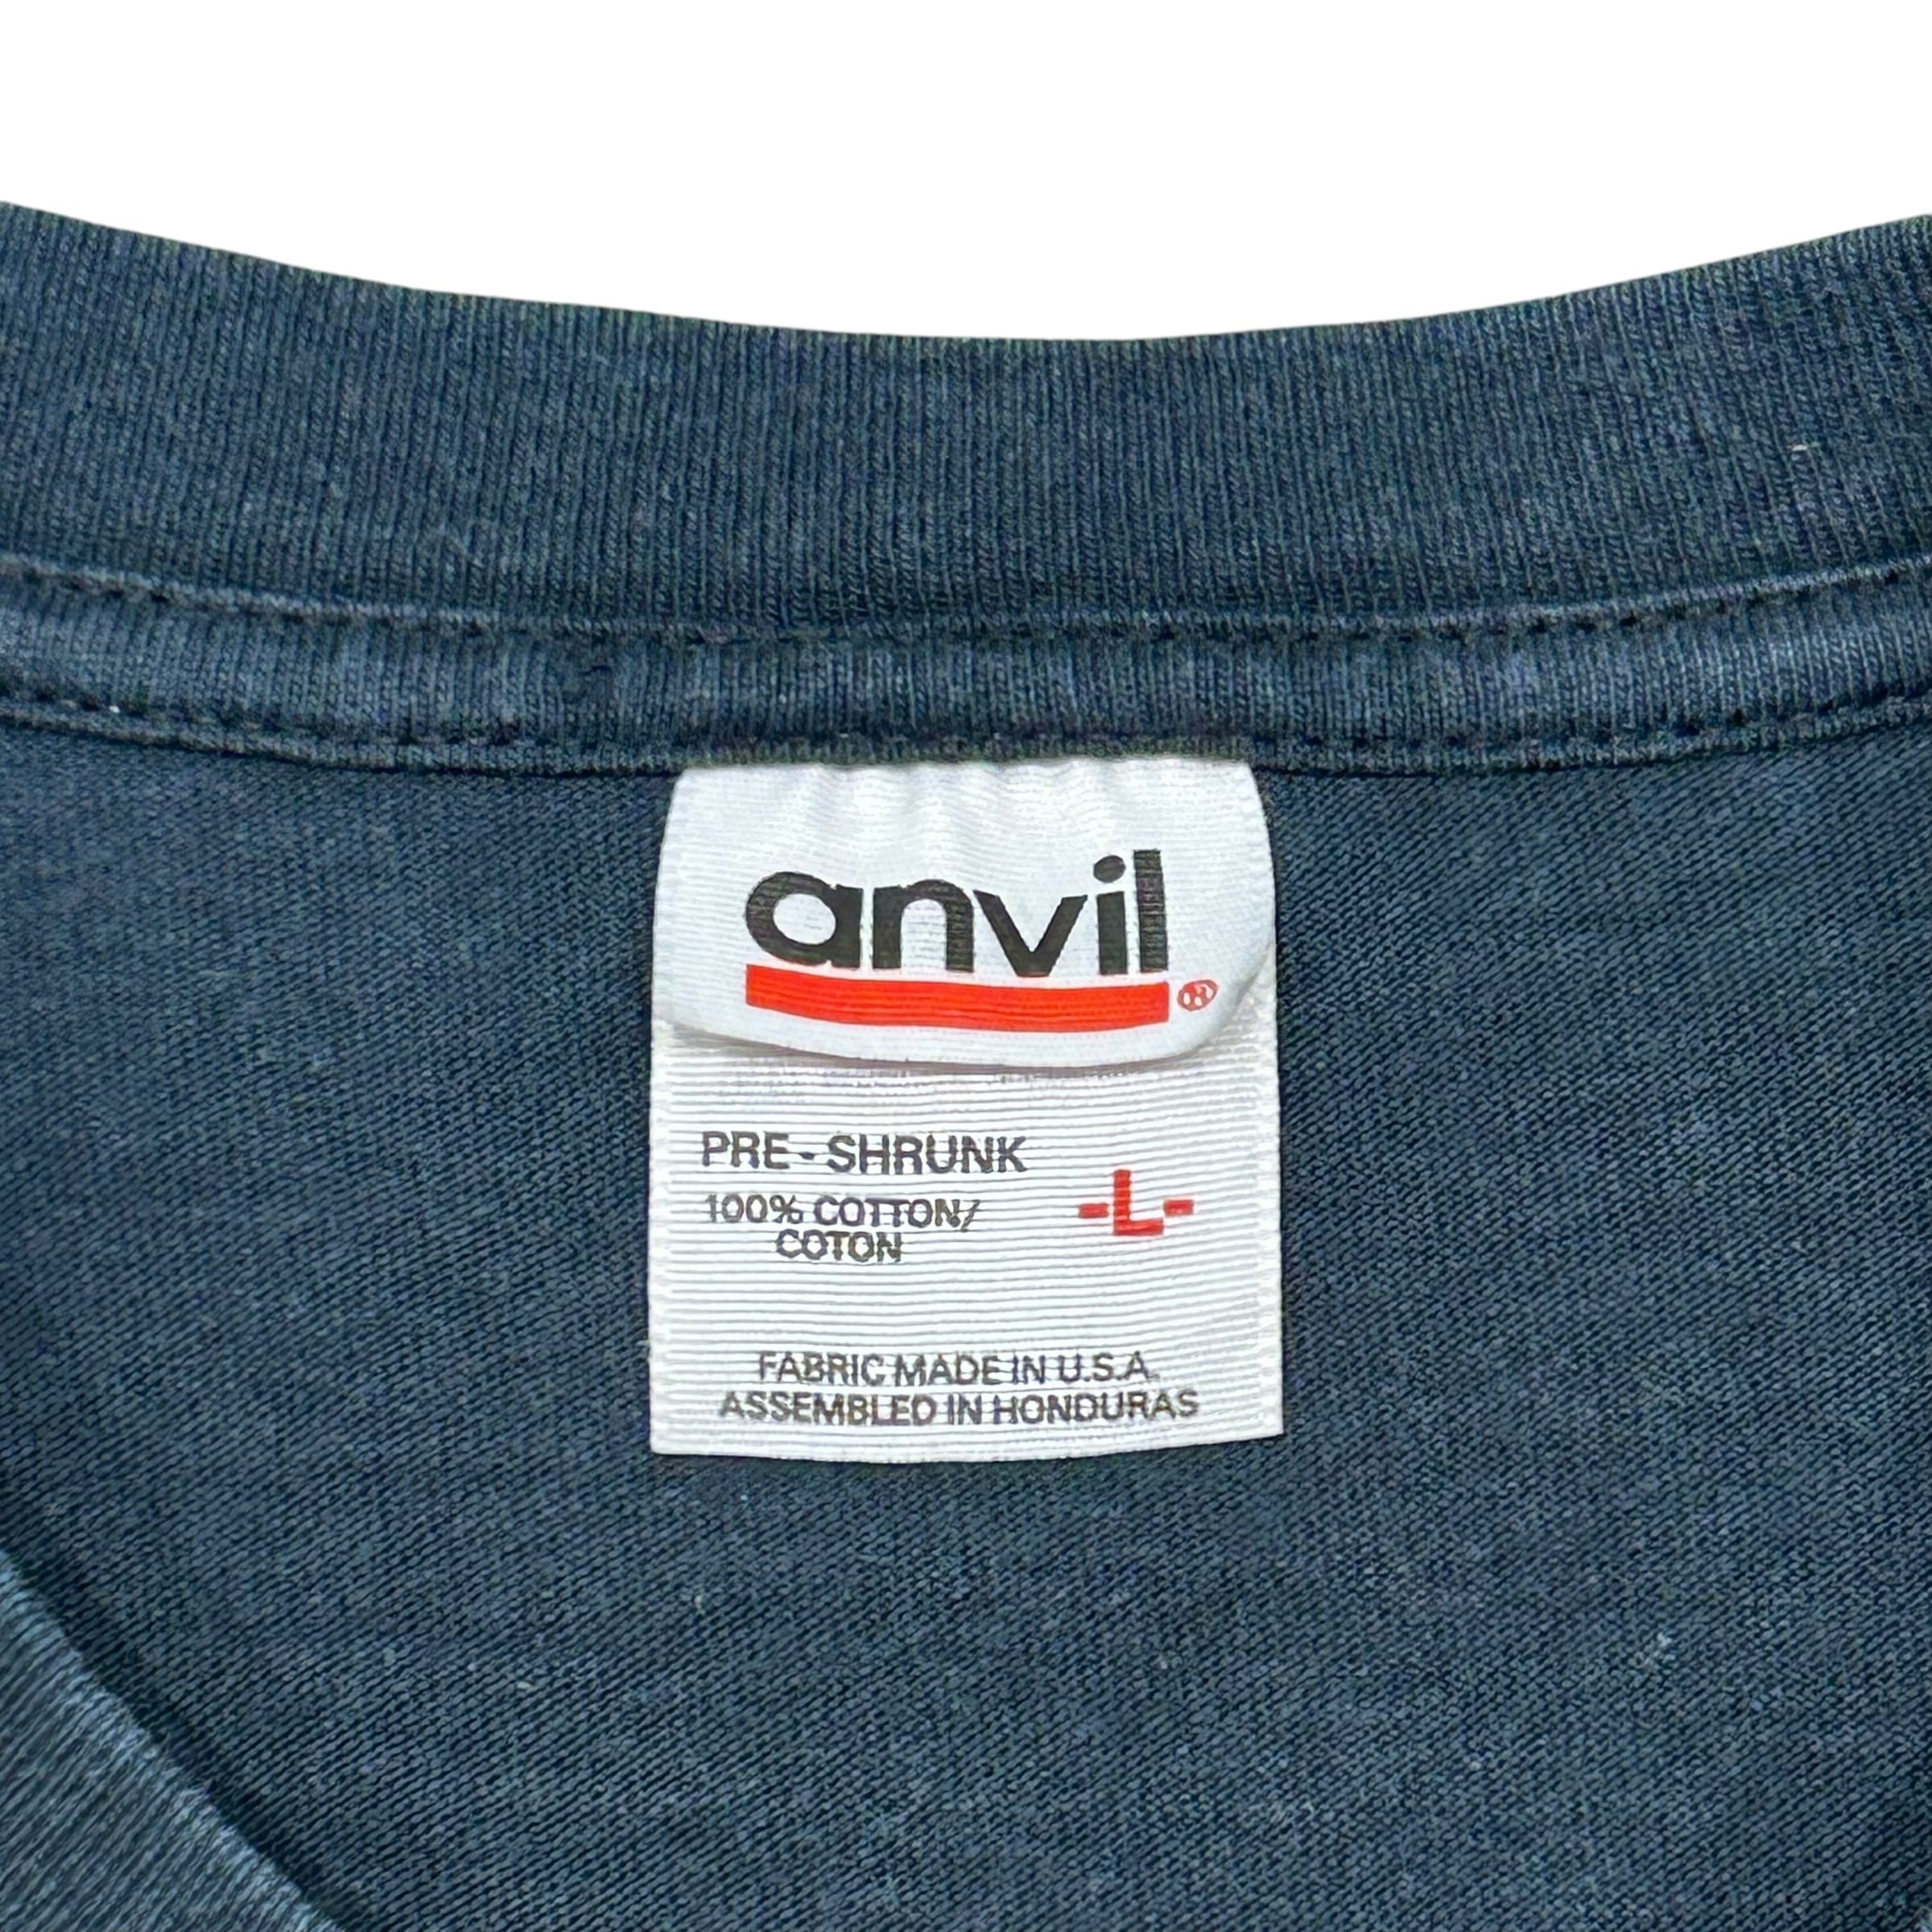 anvil®
PRE-SHRUNK
100% COTTON/
COTON
-L-
FABRIC MADE IN U.S.A.
ASSEMBLED IN HONDURAS